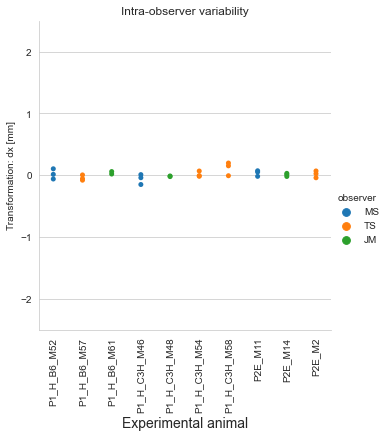 Intra-observer variability
Transformation: dx [mm]
2
1
0
−1
−2
observer
MS
TS
JM
P1_H_B6_M52
P1_H_B6_M57
P1_H_B6_M61
P1_H_C3H_M46
P1_H_C3H_M48
P1_H_C3H_M54
P1_H_C3H_M58
P2E_M11
P2E_M14
P2E_M2
Experimental animal